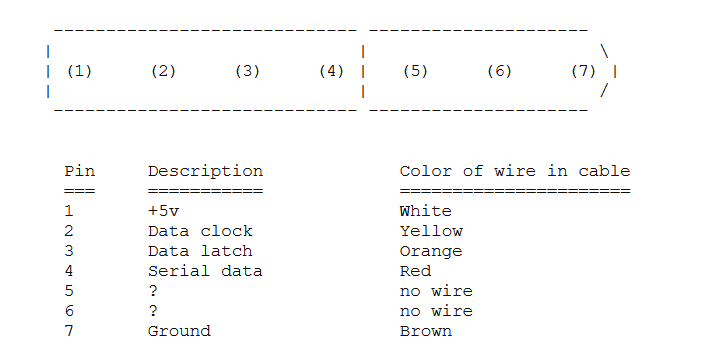 ----------------------------- ---------------------
|                             |                      \
| (1)     (2)     (3)     (4) |   (5)     (6)     (7) |
|                             |                      /
----------------------------- ---------------------
Pin     Description             Color of wire in cable
===     ===========             ======================
1       +5v                     White
2       Data clock              Yellow
3       Data latch              Orange
4       Serial data             Red
5       ?                       no wire
6       ?                       no wire
7       Ground                  Brown